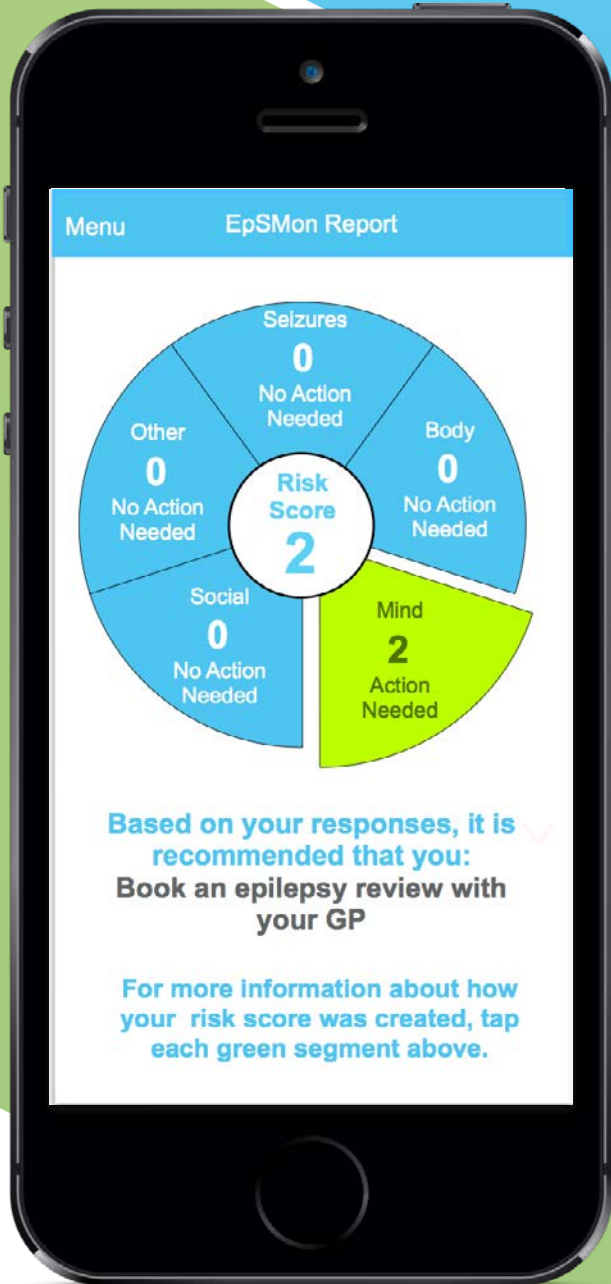 Menu
EpSMon Report
Seizures
0
No Action
Needed
Other
0
No Action
Needed
Body
0
No Action
Needed
Risk
Score
2
Social
0
No Action
Needed
Mind
2
Action
Needed
Based on your responses, it is
recommended that you:
Book an epilepsy review with
your GP
For more information about how
your risk score was created, tap
each green segment above.